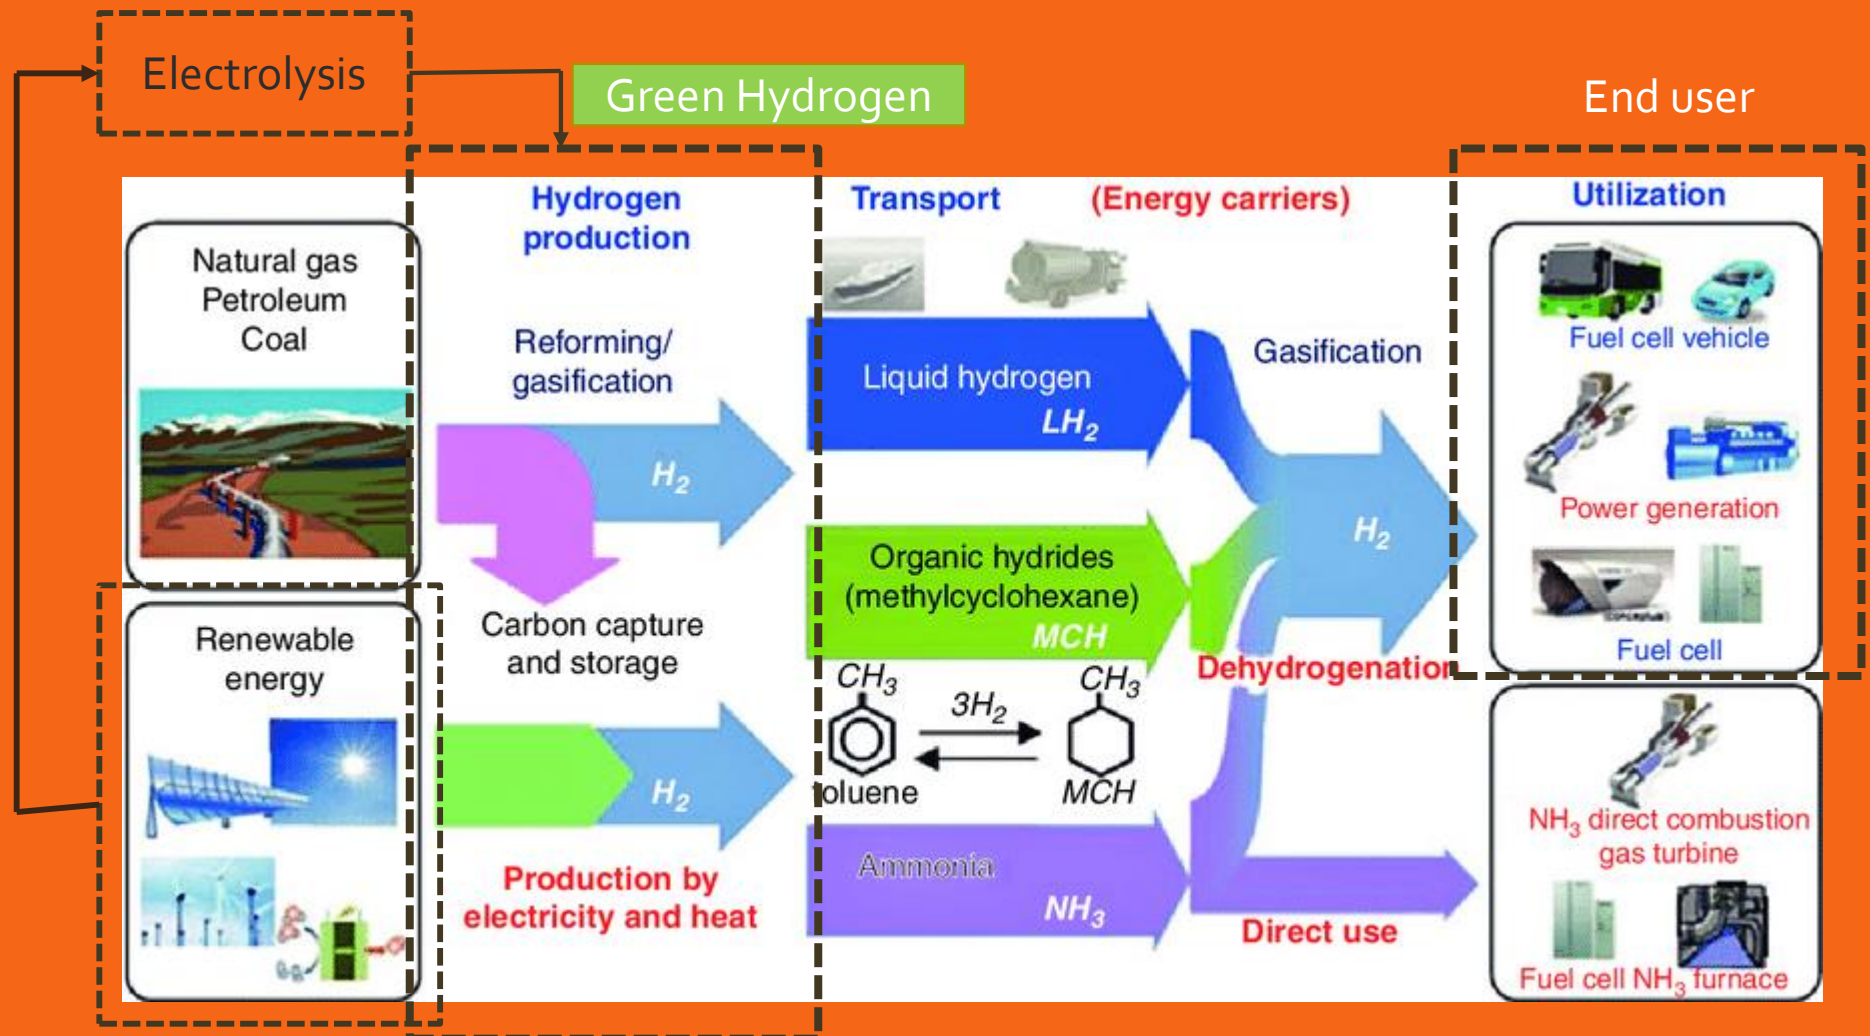 Electrolysis
Green Hydrogen
End user
Hydrogen
production
Transport
(Energy carriers)
Utilization
Natural gas
Petroleum
Coal
Reforming/
gasification
H2
Carbon capture
and storage
Renewable
energy
H2
Production by
electricity and heat
Liquid hydrogen
LH2
Organic hydrides
(methylcyclohexane)
MCH
CH3
3H2
CH3
oluene
MCH
Ammonia
NH3
Gasification
H2
Dehydrogenation
Direct use
Fuel cell vehicle
Power generation
Fuel cell
NH3 direct combustion
gas turbine
Fuel cell NH3 furnace